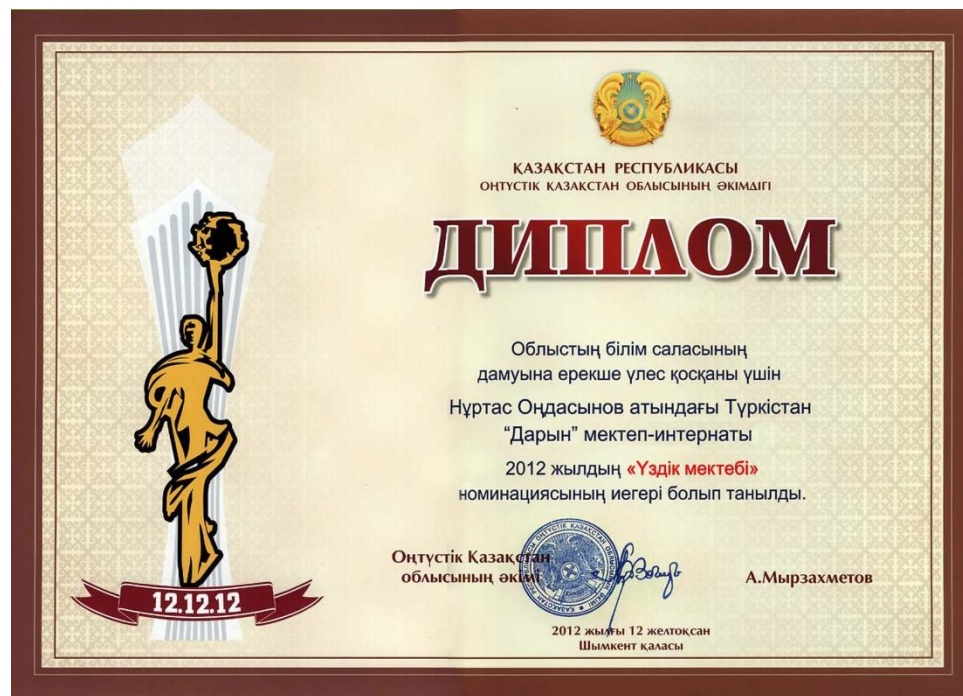 12.12.12
ҚАЗАҚСТАН РЕСПУБЛИКАСЫ
ОҢТҮСТІК ҚАЗАҚСТАН ОБЛЫСЫНЫҢ ӘКІМДІГІ
ДИПЛОМ
Облыстың білім саласының
дамуына ерекше үлес қосқаны үшін
Нұртас Оңдасынов атындағы Түркістан
“Дарын” мектеп-интернаты
2012 жылдың «Үздік мектебі»
номинациясының иегері болып танылды.
Оңтүстік Қазақстан
облысының әкімі
А.Мырзахметов
2012 жылғы 12 желтоқсан
Шымкент қаласы